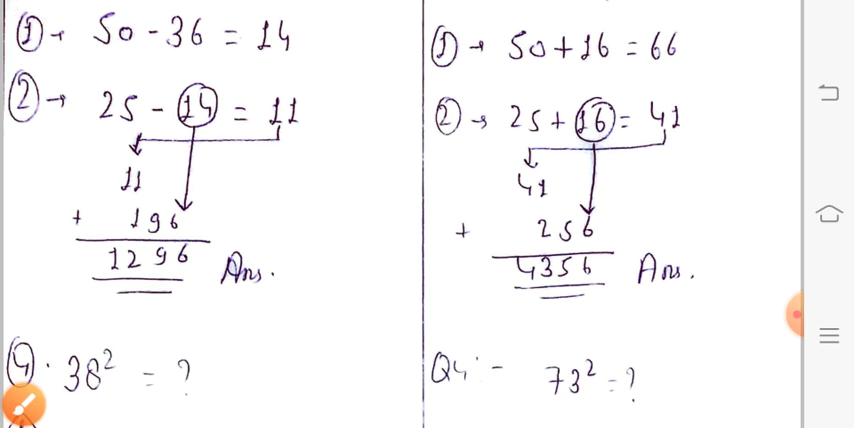 ① → 50 - 36 = 14
② → 25 - 14 = 11
11
+ 196
1296 Ans.
④. 38² = ?
① → 50 + 16 = 66
② → 25 + 16 = 41
41
+ 256
4356 Ans.
Q4:- 73² = ?